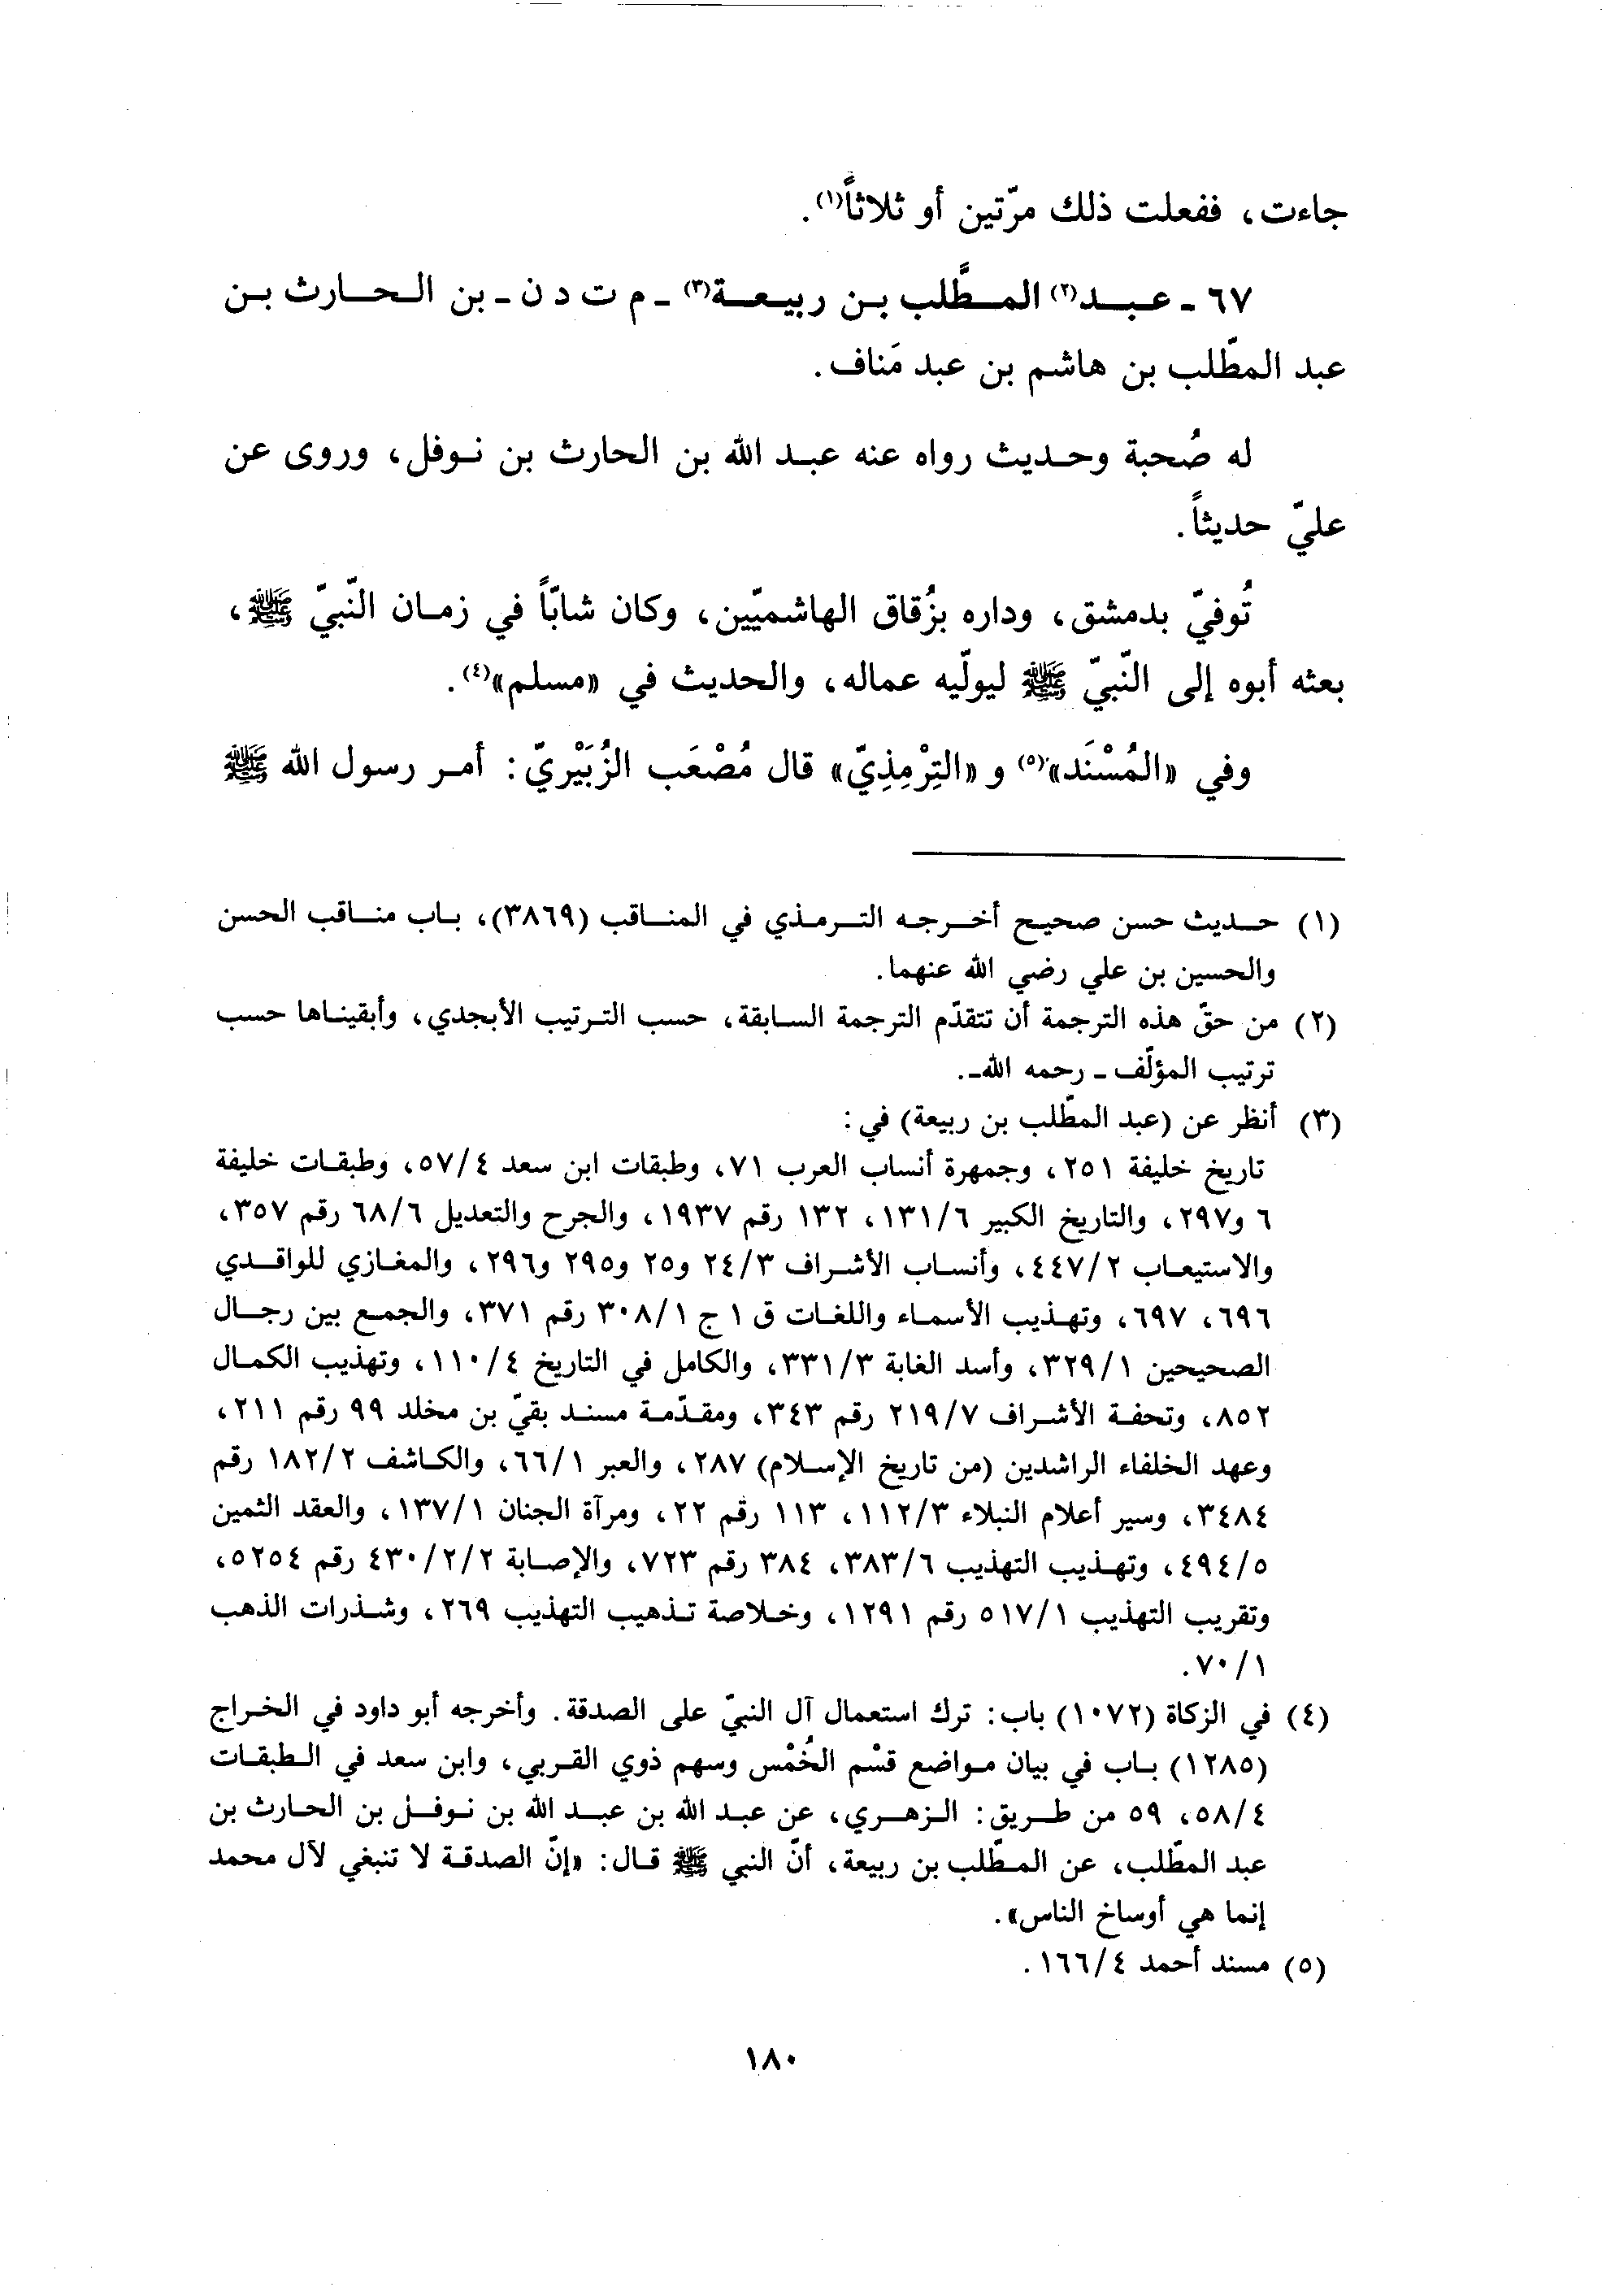 جاءت، ففعلت ذلك مرّتين أو ثلاثاً(١).
٦٧ ـ عبد(٢) المطَّلب بن ربيعة(٣) ـ م ت د ن ـ بن الحارث بن
عبد المطّلب بن هاشم بن عبد مَناف.
له صُحبة وحديث رواه عنه عبد الله بن الحارث بن نوفل، وروى عن
عليّ حديثاً.
تُوفيّ بدمشق، وداره بزُقاق الهاشميّين، وكان شابّاً في زمان النّبيّ ﷺ،
بعثه أبوه إلى النّبيّ ﷺ ليولّيه عماله، والحديث في «مسلم»(٤).
وفي «المُسْنَد»(٥) و «التِرْمِذِيّ» قال مُصْعَب الزُبَيْريّ: أمر رسول الله ﷺ
(١) حديث حسن صحيح أخرجه الترمذي في المناقب (٣٨٦٩)، باب مناقب الحسن
والحسين بن علي رضي الله عنهما.
(٢) من حقّ هذه الترجمة أن تتقدّم الترجمة السابقة، حسب الترتيب الأبجدي، وأبقيناها حسب
ترتيب المؤلّف ـ رحمه الله ـ.
(٣) أنظر عن (عبد المطّلب بن ربيعة) في:
تاريخ خليفة ٢٥١، وجمهرة أنساب العرب ٧١، وطبقات ابن سعد ٥٧/٤، وطبقات خليفة
٦ و٢٩٧، والتاريخ الكبير ١٣١/٦، ١٣٢ رقم ١٩٣٧، والجرح والتعديل ٦٨/٦ رقم ٣٥٧،
والاستيعاب ٤٤٧/٢، وأنساب الأشراف ٢٤/٣ و٢٥ و٢٩٥ و٢٩٦، والمغازي للواقدي
٦٩٦، ٦٩٧، وتهذيب الأسماء واللغات ق ١ ج ٣٠٨/١ رقم ٣٧١، والجمع بين رجال
الصحيحين ٣٢٩/١، وأسد الغابة ٣٣١/٣، والكامل في التاريخ ١١٠/٤، وتهذيب الكمال
٨٥٢، وتحفة الأشراف ٢١٩/٧ رقم ٣٤٣، ومقدّمة مسند بقيّ بن مخلد ٩٩ رقم ٢١١،
وعهد الخلفاء الراشدين (من تاريخ الإسلام) ٢٨٧، والعبر ٦٦/١، والكاشف ١٨٢/٢ رقم
٣٤٨٤، وسير أعلام النبلاء ١١٢/٣، ١١٣ رقم ٢٢، ومرآة الجنان ١٣٧/١، والعقد الثمين
٤٩٤/٥، وتهذيب التهذيب ٣٨٣/٦، ٣٨٤ رقم ٧٢٣، والإصابة ٤٣٠/٢/٢ رقم ٥٢٥٤،
وتقريب التهذيب ٥١٧/١ رقم ١٢٩١، وخلاصة تذهيب التهذيب ٢٦٩، وشذرات الذهب
٧٠/١.
(٤) في الزكاة (١٠٧٢) باب: ترك استعمال آل النبيّ على الصدقة. وأخرجه أبو داود في الخراج
(١٢٨٥) باب في بيان مواضع قسْم الخُمْس وسهم ذوي القربي، وابن سعد في الطبقات
٥٨/٤، ٥٩ من طريق: الزهري، عن عبد الله بن عبد الله بن نوفل بن الحارث بن
عبد المطّلب، عن المطّلب بن ربيعة، أنّ النبي ﷺ قال: «إنّ الصدقة لا تنبغي لآل محمد
إنما هي أوساخ الناس».
(٥) مسند أحمد ١٦٦/٤.
١٨٠